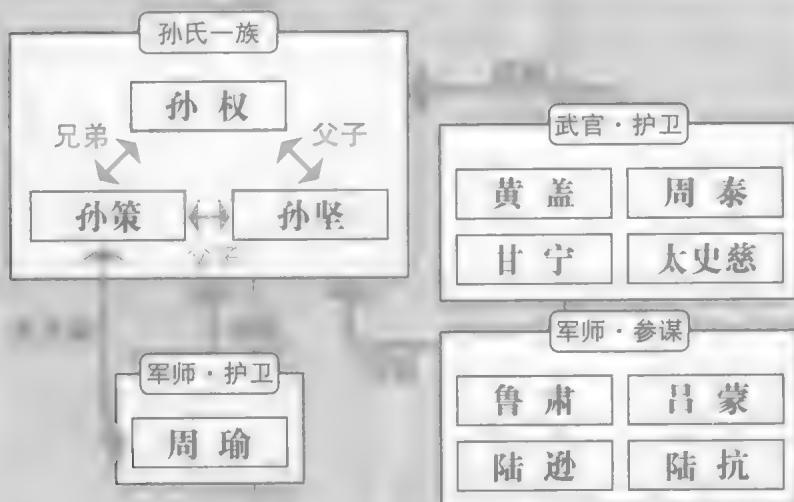 孙氏一族
孙权
兄弟
父子
孙策
孙坚
武官·护卫
黄盖
周泰
甘宁
太史慈
军师·护卫
周瑜
军师·参谋
鲁肃
吕蒙
陆逊
陆抗